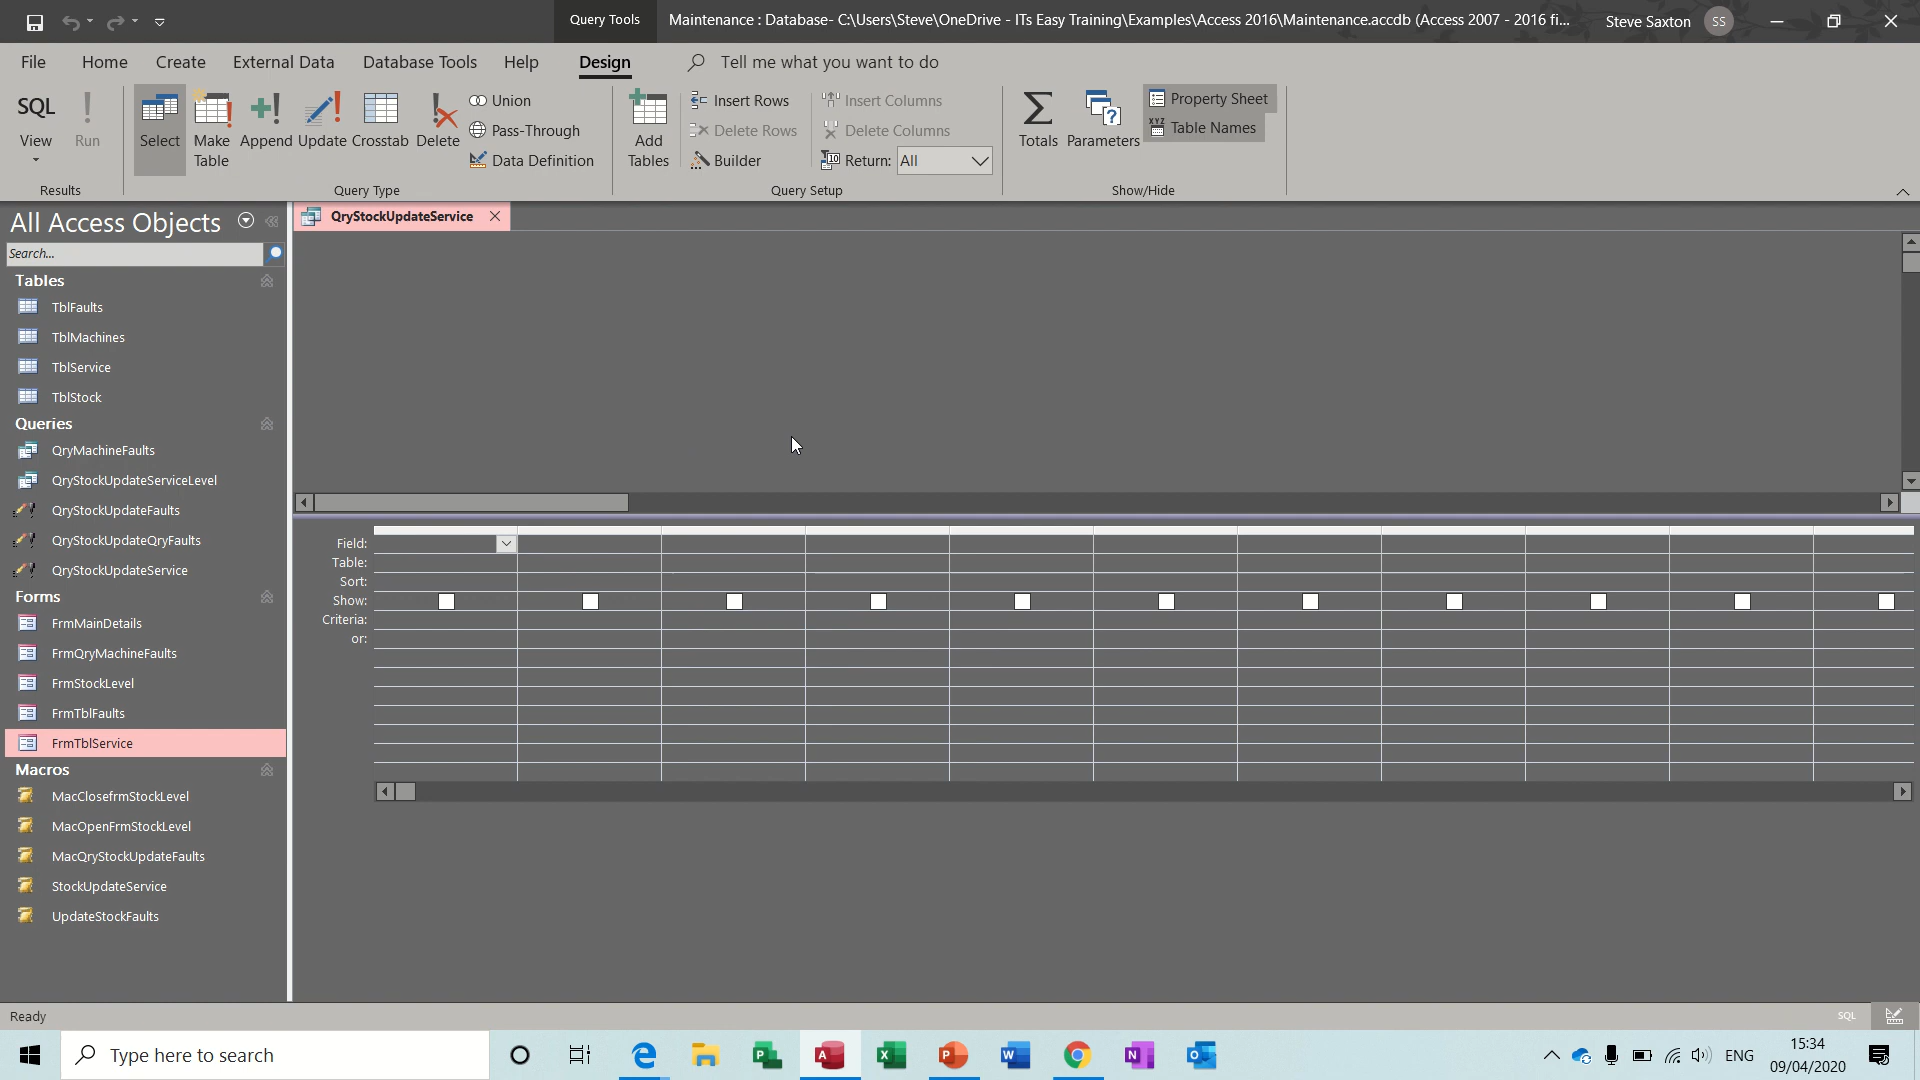 Query Tools
Maintenance : Database- C:\Users\Steve\OneDrive - ITs Easy Training\Examples\Access 2016\Maintenance.accdb (Access 2007 - 2016 fi...
Steve Saxton
SS
File
Home
Create
External Data
Database Tools
Help
Design
Tell me what you want to do
SQL
View
Run
Select
Make
Table
Append
Update
Crosstab
Delete
Union
Pass-Through
Data Definition
Add
Tables
Insert Rows
Delete Rows
Builder
Insert Columns
Delete Columns
Return: All
Totals
Parameters
Property Sheet
Table Names
Results
Query Type
Query Setup
Show/Hide
All Access Objects
Search...
Tables
TblFaults
TblMachines
TblService
TblStock
Queries
QryMachineFaults
QryStockUpdateServiceLevel
QryStockUpdateFaults
QryStockUpdateQryFaults
QryStockUpdateService
Forms
FrmMainDetails
FrmQryMachineFaults
FrmStockLevel
FrmTblFaults
FrmTblService
Macros
MacClosefrmStockLevel
MacOpenFrmStockLevel
MacQryStockUpdateFaults
StockUpdateService
UpdateStockFaults
QryStockUpdateService
Field:
Table:
Sort:
Show:
Criteria:
or:
Ready
SQL
Type here to search
ENG
15:34
09/04/2020